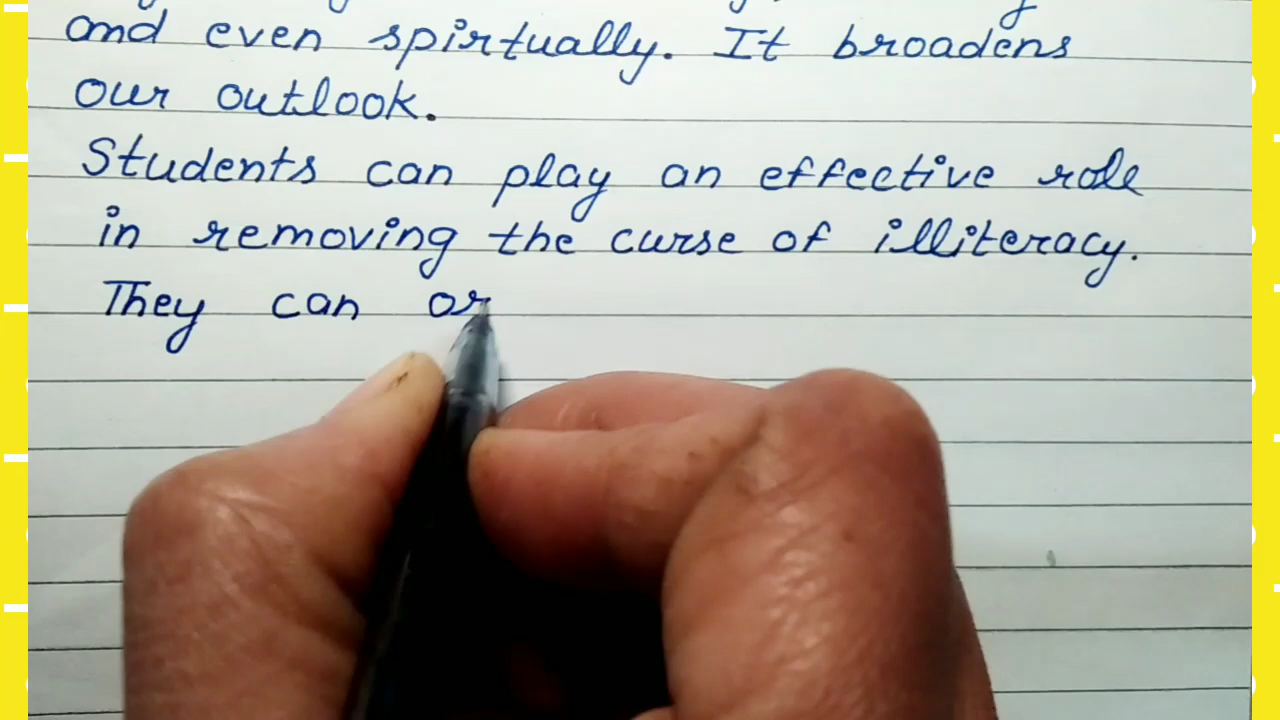 and even spirtually. It broadens
our outlook.
Students can play an effective role
in removing the curse of illiteracy.
They can or